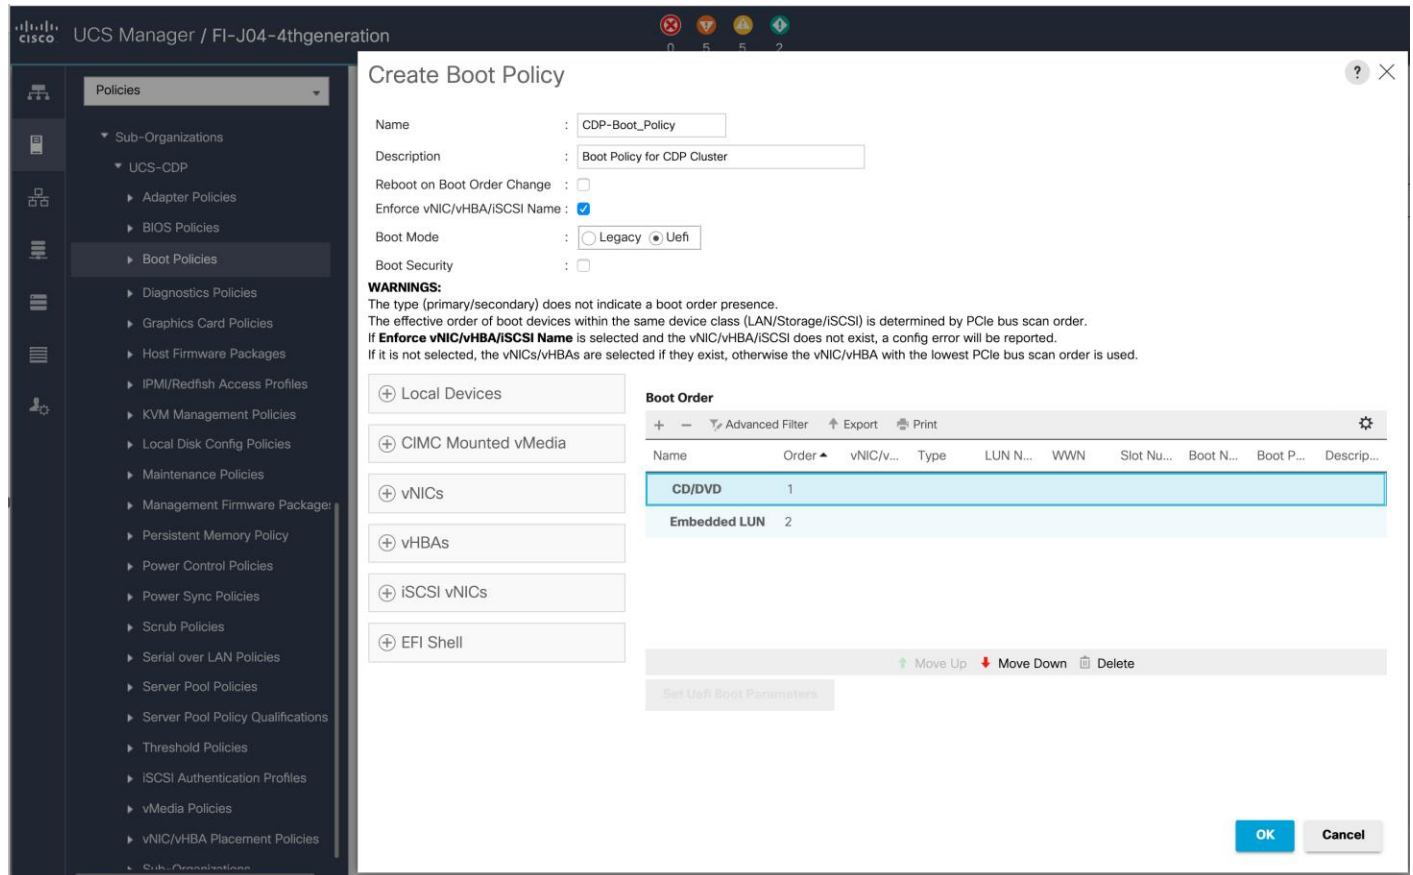 cisco UCS Manager / FI-J04-4thgeneration
0 5 5 2
Policies
Sub-Organizations
UCS-CDP
Adapter Policies
BIOS Policies
Boot Policies
Diagnostics Policies
Graphics Card Policies
Host Firmware Packages
IPMI/Redfish Access Profiles
KVM Management Policies
Local Disk Config Policies
Maintenance Policies
Management Firmware Packages
Persistent Memory Policy
Power Control Policies
Power Sync Policies
Scrub Policies
Serial over LAN Policies
Server Pool Policies
Server Pool Policy Qualifications
Threshold Policies
iSCSI Authentication Profiles
vMedia Policies
vNIC/vHBA Placement Policies
Sub-Organizations
Create Boot Policy ?
Name : CDP-Boot_Policy
Description : Boot Policy for CDP Cluster
Reboot on Boot Order Change :
Enforce vNIC/vHBA/iSCSI Name :
Boot Mode : Legacy Uefi
Boot Security :
WARNINGS:
The type (primary/secondary) does not indicate a boot order presence.
The effective order of boot devices within the same device class (LAN/Storage/iSCSI) is determined by PCIe bus scan order.
If Enforce vNIC/vHBA/iSCSI Name is selected and the vNIC/vHBA/iSCSI does not exist, a config error will be reported.
If it is not selected, the vNICs/vHBAs are selected if they exist, otherwise the vNIC/vHBA with the lowest PCIe bus scan order is used.
Local Devices
CIMC Mounted vMedia
vNICs
vHBAs
iSCSI vNICs
EFI Shell
Boot Order
+ − Advanced Filter Export Print
Name Order vNIC/v... Type LUN N... WWN Slot Nu... Boot N... Boot P... Descrip...
CD/DVD 1
Embedded LUN 2
Move Up Move Down Delete
Set Uefi Boot Parameters
OK Cancel